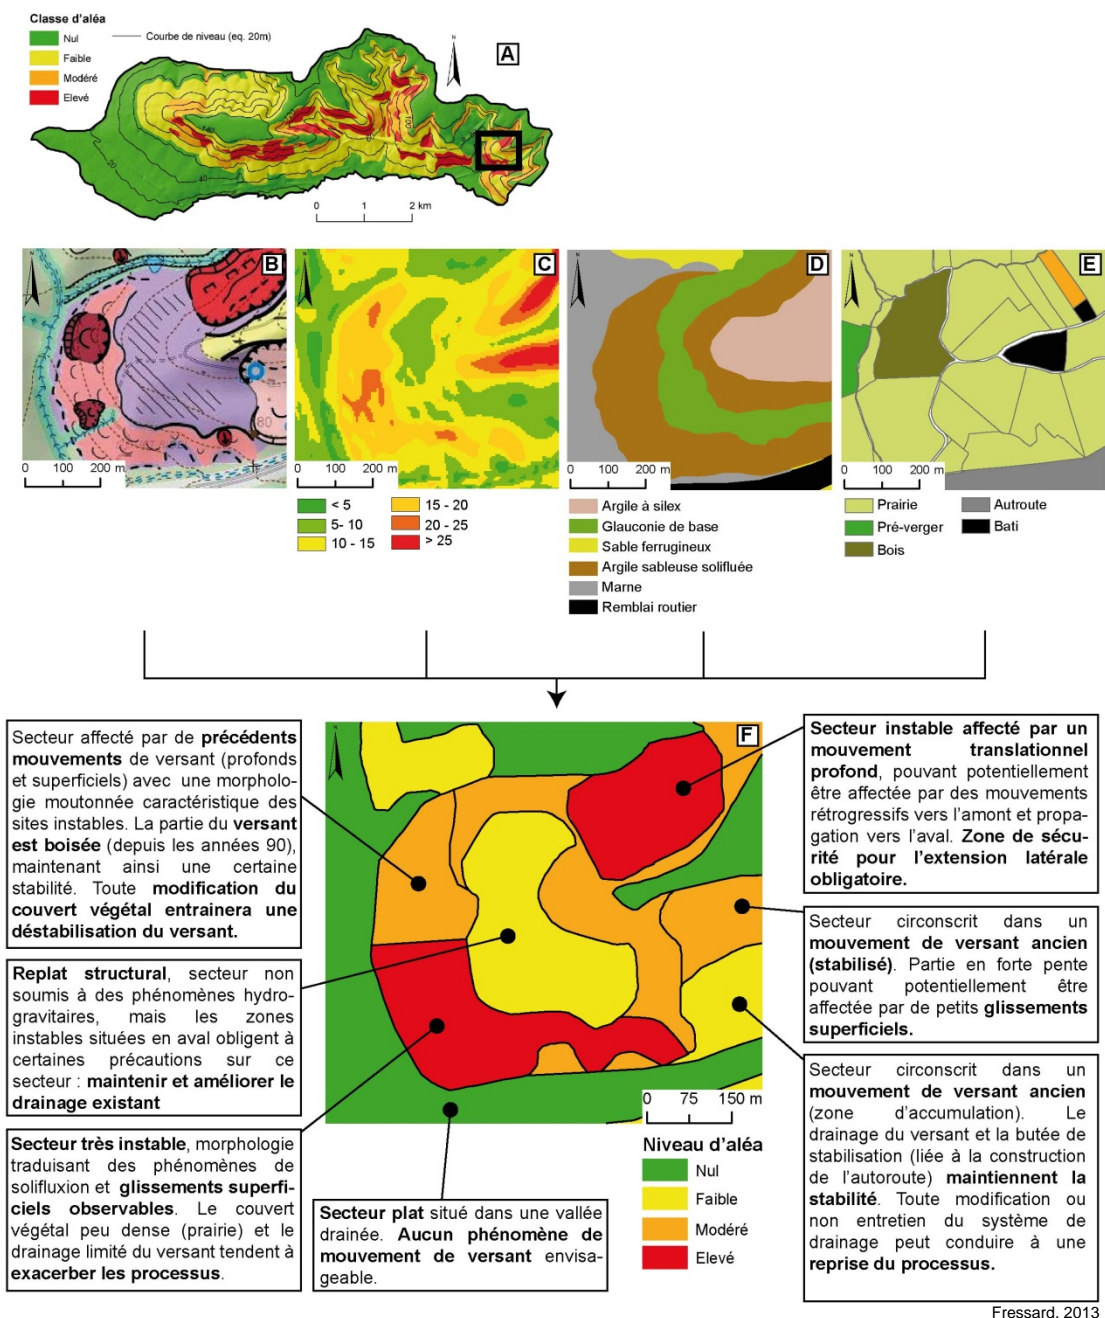 Classe d'aléa
Nul
Courbe de niveau (eq. 20m)
Faible
Modéré
Elevé
A
0 1 2 km
B
C
D
E
80
0 100 200 m
0 100 200 m
0 100 200 m
0 100 200 m
< 5
5- 10
10 - 15
15 - 20
20 - 25
> 25
Argile à silex
Glauconie de base
Sable ferrugineux
Argile sableuse solifluée
Marne
Remblai routier
Prairie
Pré-verger
Bois
Autroute
Bati
Secteur affecté par de précédents
mouvements de versant (profonds
et superficiels) avec une morpholo-
gie moutonnée caractéristique des
sites instables. La partie du versant
est boisée (depuis les années 90),
maintenant ainsi une certaine
stabilité. Toute modification du
couvert végétal entrainera une
déstabilisation du versant.
Replat structural, secteur non
soumis à des phénomènes hydro-
gravitaires, mais les zones
instables situées en aval obligent à
certaines précautions sur ce
secteur : maintenir et améliorer le
drainage existant
Secteur très instable, morphologie
traduisant des phénomènes de
solifluxion et glissements superfi-
ciels observables. Le couvert
végétal peu dense (prairie) et le
drainage limité du versant tendent à
exacerber les processus.
Secteur plat situé dans une vallée
drainée. Aucun phénomène de
mouvement de versant envisa-
geable.
F
0 75 150 m
Niveau d'aléa
Nul
Faible
Modéré
Elevé
Secteur instable affecté par un
mouvement translationnel
profond, pouvant potentiellement
être affectée par des mouvements
rétrogressifs vers l'amont et propa-
gation vers l'aval. Zone de sécu-
rité pour l'extension latérale
obligatoire.
Secteur circonscrit dans un
mouvement de versant ancien
(stabilisé). Partie en forte pente
pouvant potentiellement être
affectée par de petits glissements
superficiels.
Secteur circonscrit dans un
mouvement de versant ancien
(zone d'accumulation). Le
drainage du versant et la butée de
stabilisation (liée à la construction
de l'autoroute) maintiennent la
stabilité. Toute modification ou
non entretien du système de
drainage peut conduire à une
reprise du processus.
Fressard, 2013